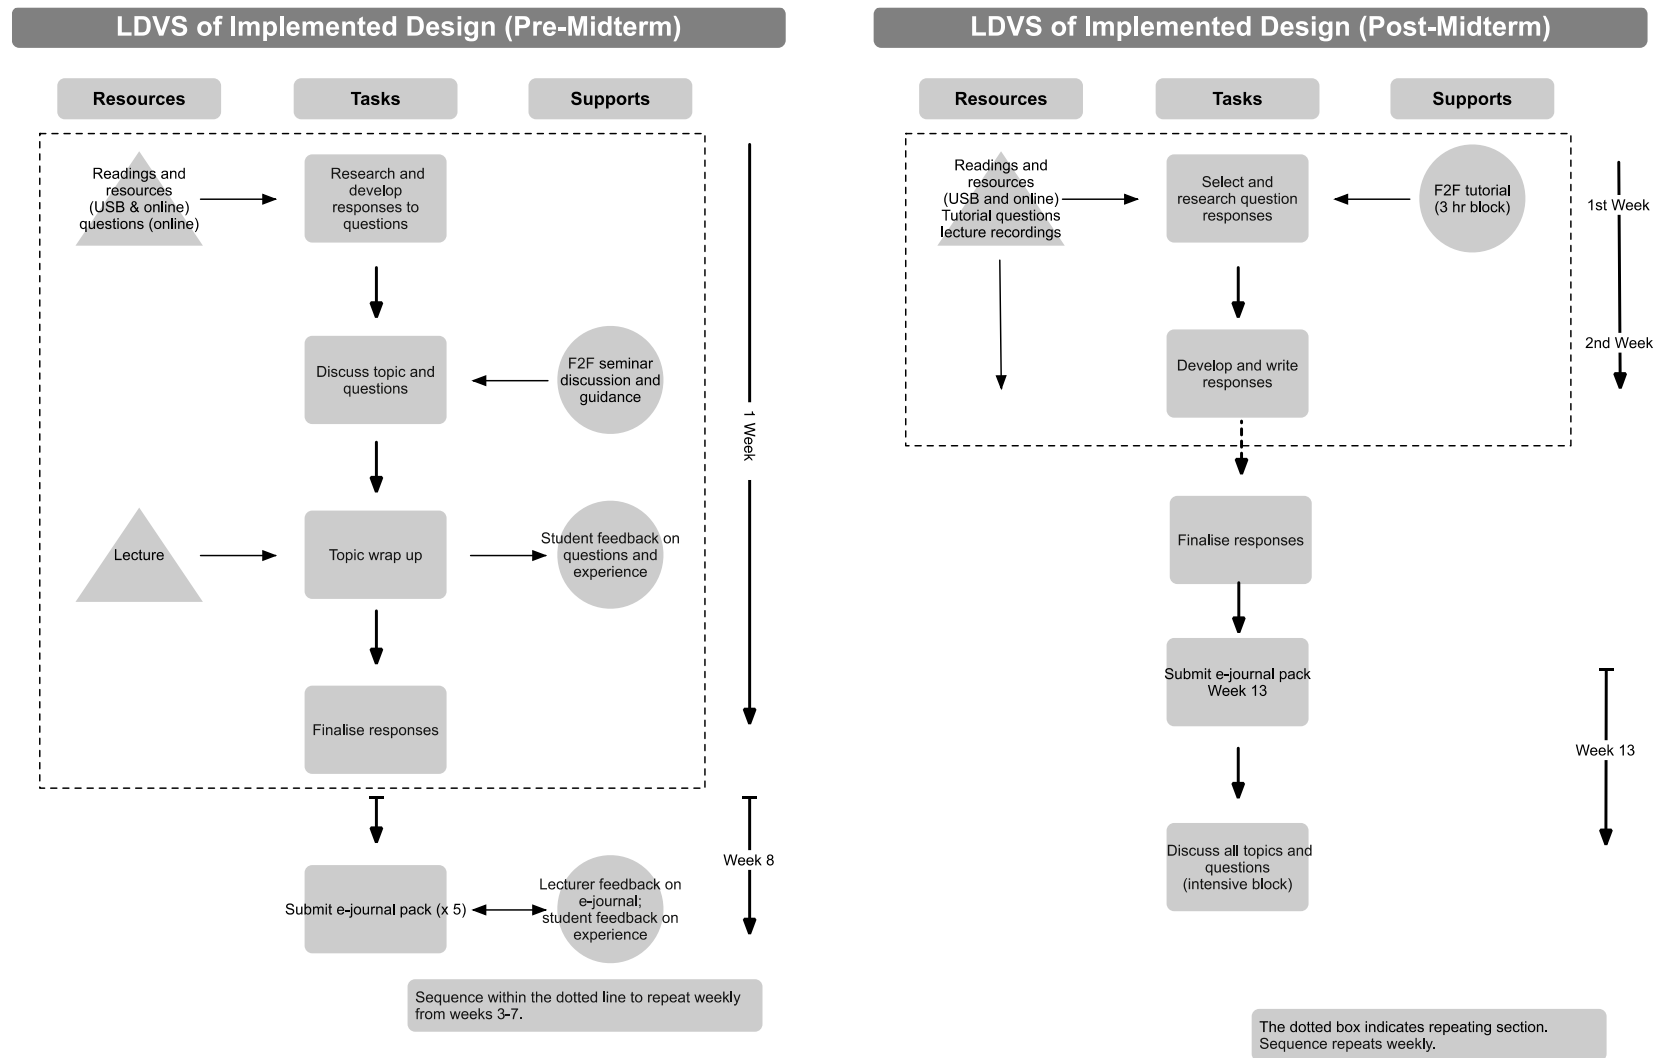 LDVS of Implemented Design (Pre-Midterm)
Resources
Tasks
Supports
Readings and
resources
(USB & online)
questions (online)
Research and
develop
responses to
questions
Discuss topic and
questions
F2F seminar
discussion and
guidance
1 Week
Lecture
Topic wrap up
Student feedback on
questions and
experience
Finalise responses
Week 8
Submit e-journal pack (x 5)
Lecturer feedback on
e-journal;
student feedback on
experience
Sequence within the dotted line to repeat weekly
from weeks 3-7.
LDVS of Implemented Design (Post-Midterm)
Resources
Tasks
Supports
Readings and
resources
(USB and online)
Tutorial questions
lecture recordings
Select and
research question
responses
F2F tutorial
(3 hr block)
1st Week
2nd Week
Develop and write
responses
Finalise responses
Submit e-journal pack
Week 13
Week 13
Discuss all topics and
questions
(intensive block)
The dotted box indicates repeating section.
Sequence repeats weekly.